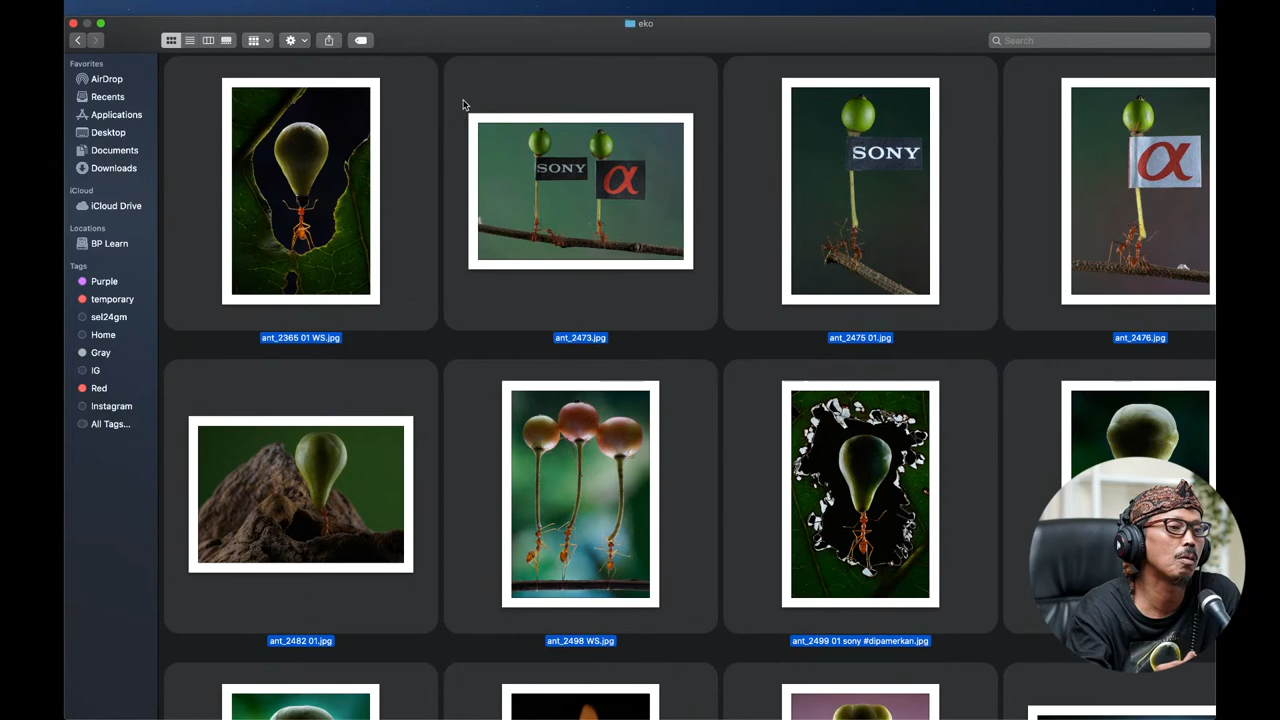 eko
Search
Favorites
AirDrop
Recents
Applications
Desktop
Documents
Downloads
iCloud
iCloud Drive
Locations
BP Learn
Tags
Purple
temporary
sel24gm
Home
Gray
IG
Red
Instagram
All Tags...
SONY
α
SONY
α
ant_2365 01 WS.jpg
ant_2473.jpg
ant_2475 01.jpg
ant_2476.jpg
ant_2482 01.jpg
ant_2498 WS.jpg
ant_2499 01 sony #dipamerkan.jpg